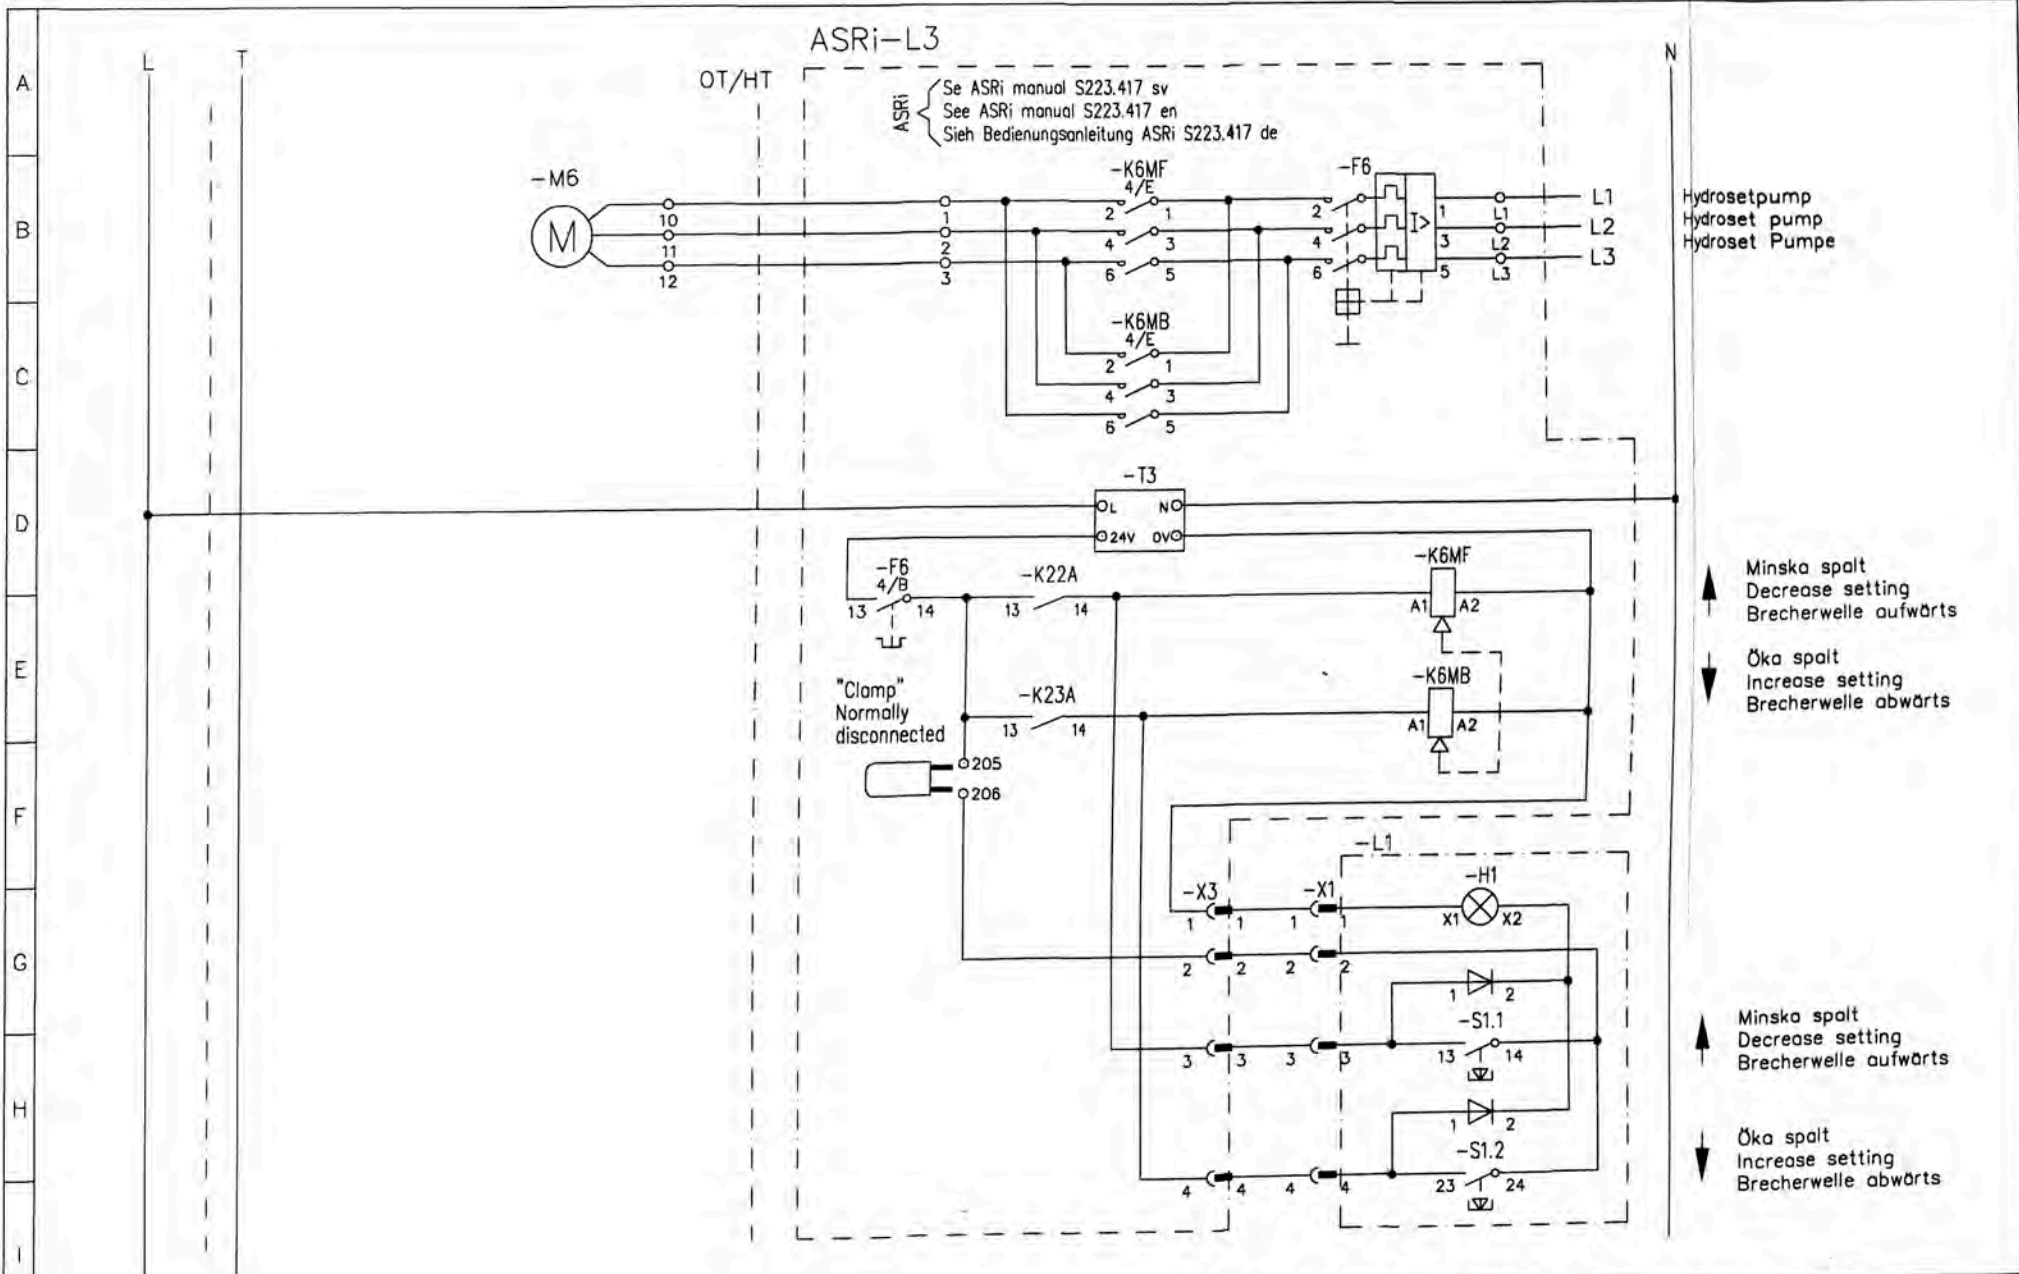 ASRi-L3
L
T
OT/HT
N
A
ASRi
Se ASRi manual S223.417 sv
See ASRi manual S223.417 en
Sieh Bedienungsanleitung ASRi S223.417 de
-M6
-K6MF
4/E
-F6
M
10
1
2
1
2
I>
1
L1
L1
Hydrosetpump
B
11
2
4
3
4
3
L2
L2
Hydroset pump
12
3
6
5
6
5
L3
L3
Hydroset Pumpe
-K6MB
4/E
C
2
1
4
3
6
5
-T3
D
L
N
24V
0V
-F6
4/B
-K22A
-K6MF
13
14
13
14
A1
A2
Minska spalt
Decrease setting
Brecherwelle aufwärts
E
"Clamp"
Normally
disconnected
-K23A
-K6MB
13
14
A1
A2
Öka spalt
Increase setting
Brecherwelle abwärts
205
206
F
-L1
-X3
-X1
-H1
1
1
1
1
X1
X2
G
2
2
2
2
1
2
-S1.1
3
3
3
3
13
14
Minska spalt
Decrease setting
Brecherwelle aufwärts
H
1
2
-S1.2
4
4
4
4
23
24
Öka spalt
Increase setting
Brecherwelle abwärts
I